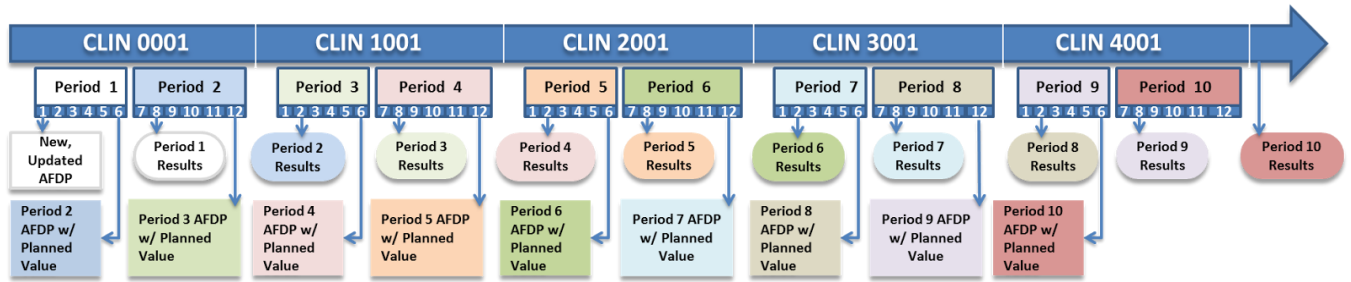 CLIN 0001 CLIN 1001 CLIN 2001 CLIN 3001 CLIN 4001
Period 1 Period 2 Period 3 Period 4 Period 5 Period 6 Period 7 Period 8 Period 9 Period 10
1 2 3 4 5 6 7 8 9 10 11 12 1 2 3 4 5 6 7 8 9 10 11 12 1 2 3 4 5 6 7 8 9 10 11 12 1 2 3 4 5 6 7 8 9 10 11 12 1 2 3 4 5 6 7 8 9 10 11 12
New,
Updated
AFDP
Period 1
Results
Period 2
Results
Period 3
Results
Period 4
Results
Period 5
Results
Period 6
Results
Period 7
Results
Period 8
Results
Period 9
Results
Period 10
Results
Period 2
AFDP w/
Planned
Value
Period 3 AFDP
w/ Planned
Value
Period 4
AFDP w/
Planned
Value
Period 5 AFDP
w/ Planned
Value
Period 6
AFDP w/
Planned
Value
Period 7 AFDP
w/ Planned
Value
Period 8
AFDP w/
Planned
Value
Period 9 AFDP
w/ Planned
Value
Period 10
AFDP w/
Planned
Value